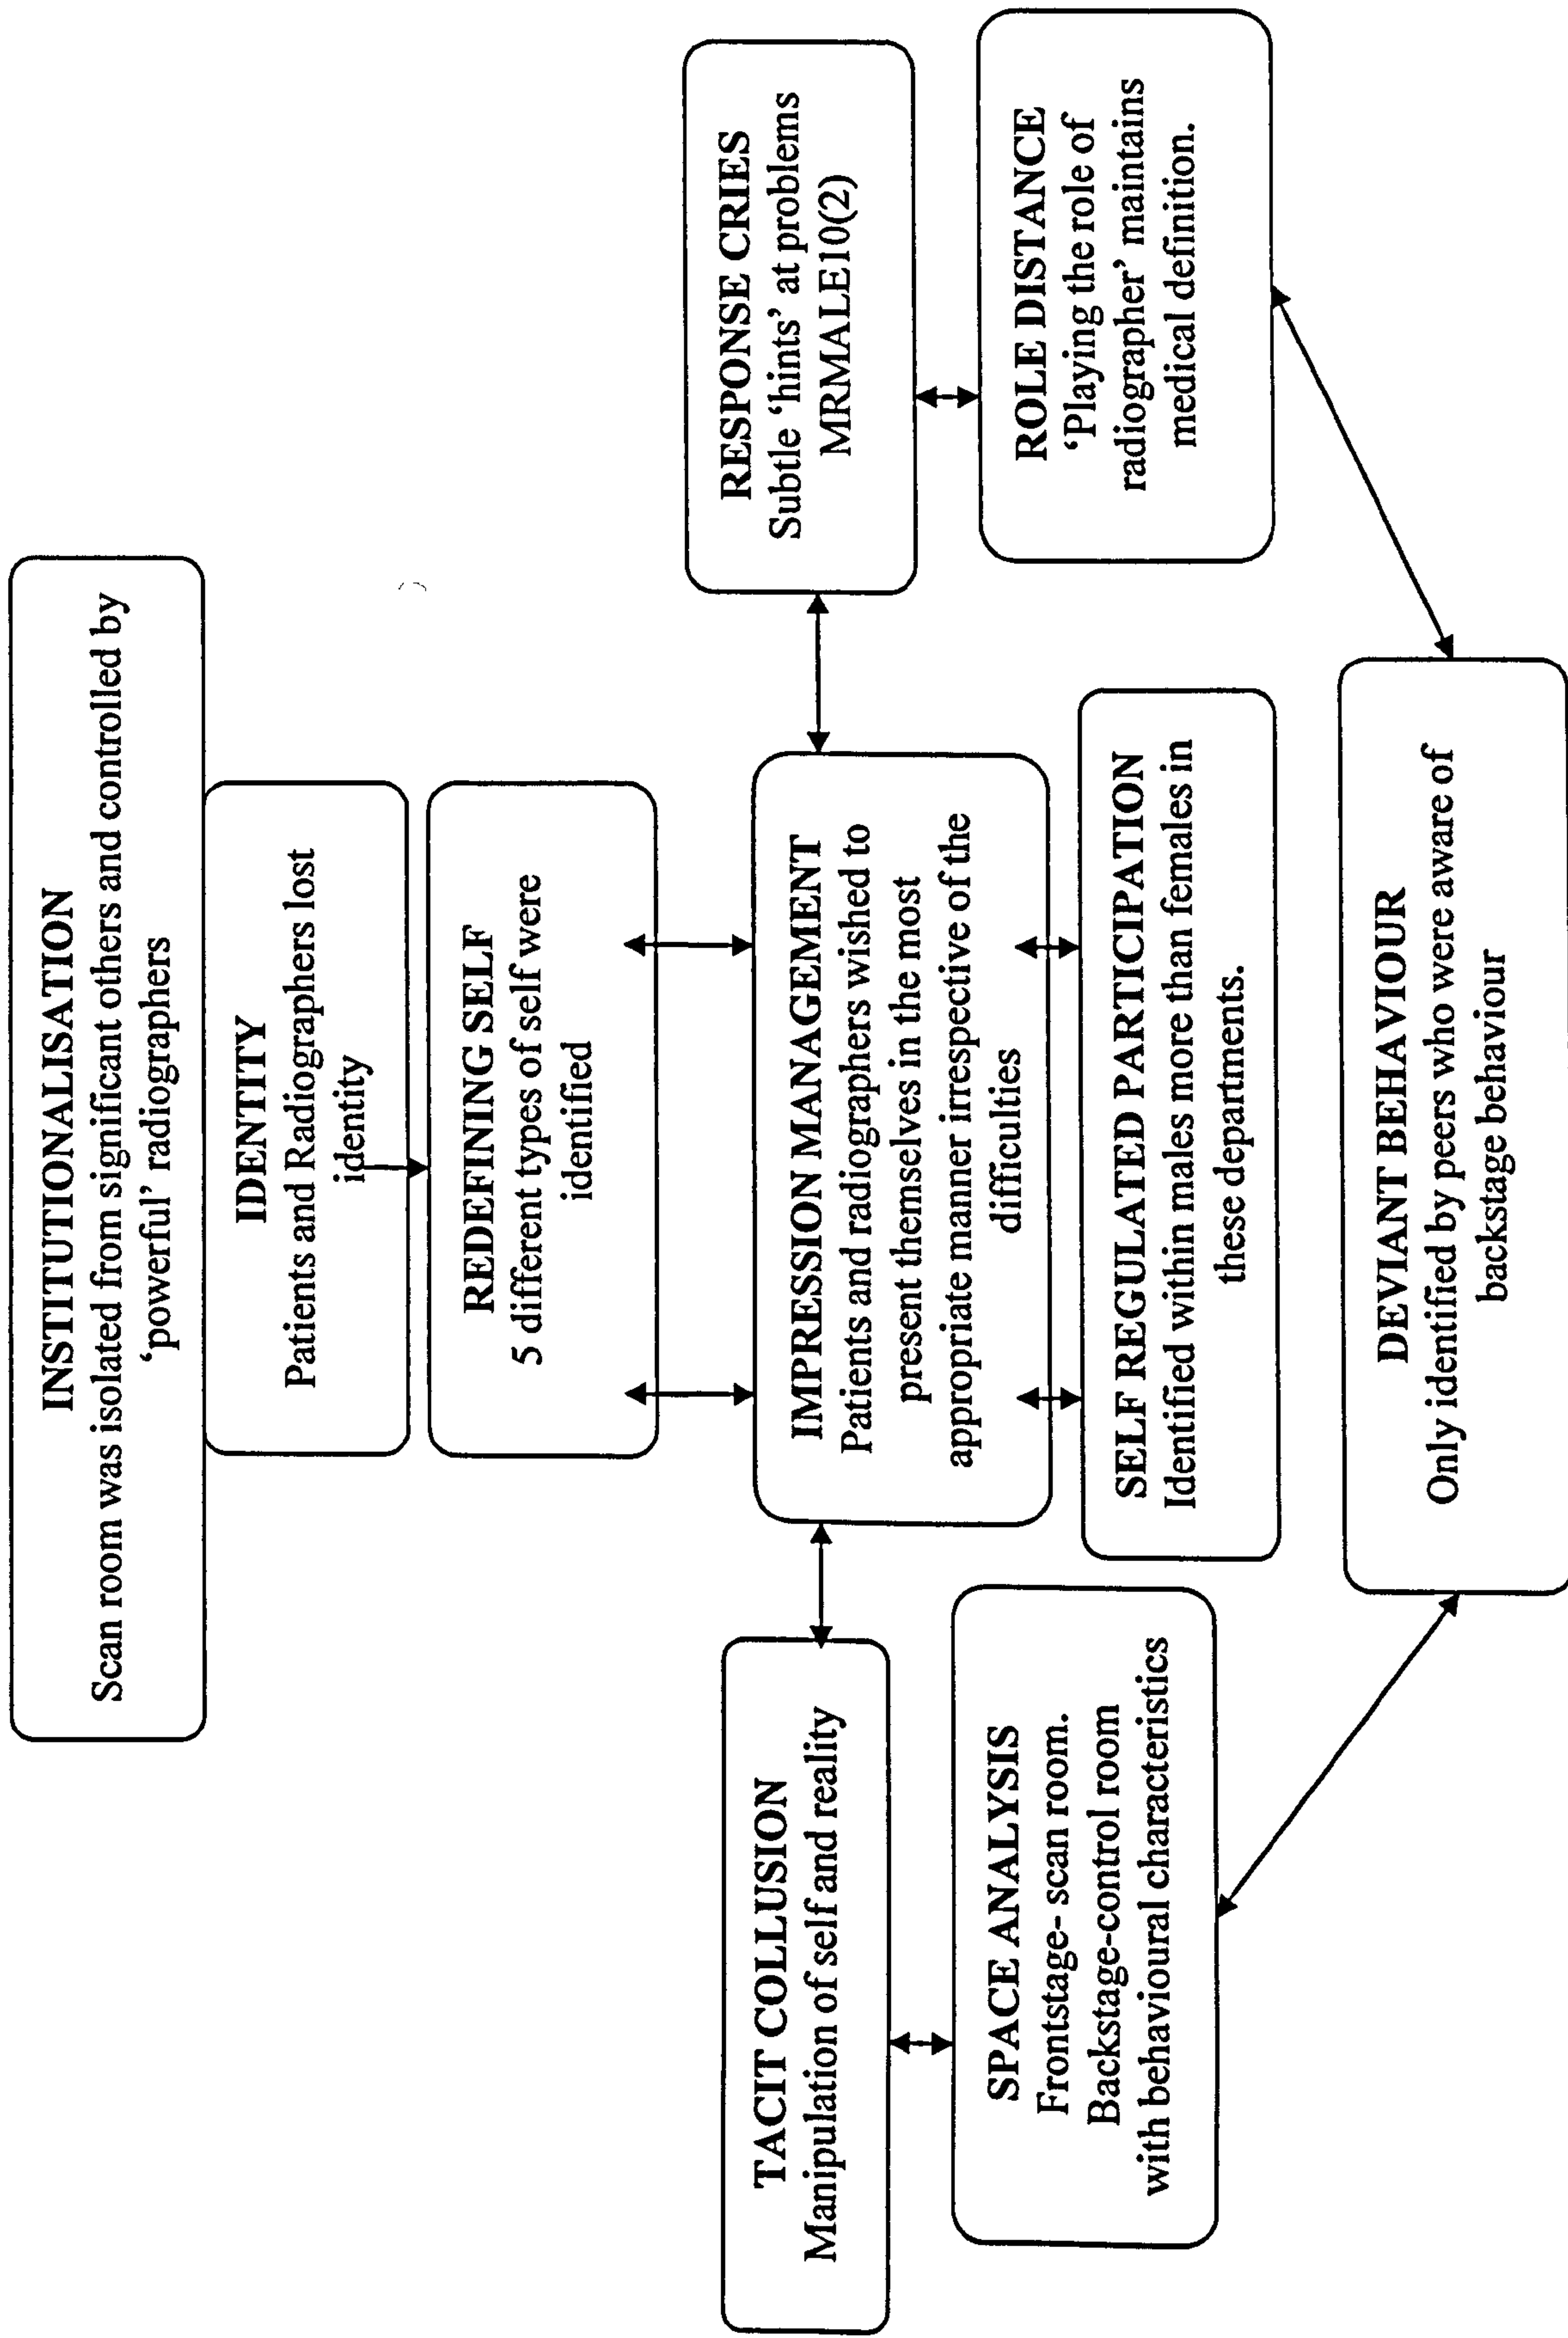 INSTITUTIONALISATION
Scan room was isolated from significant others and controlled by
‘powerful’ radiographers
IDENTITY
Patients and Radiographers lost
identity
REDEFINING SELF
5 different types of self were
identified
TACIT COLLUSION
Manipulation of self and reality
IMPRESSION MANAGEMENT
Patients and radiographers wished to
present themselves in the most
appropriate manner irrespective of the
difficulties
RESPONSE CRIES
Subtle ‘hints’ at problems
MRMALE10(2)
SPACE ANALYSIS
Frontstage- scan room.
Backstage-control room
with behavioural characteristics
SELF REGULATED PARTICIPATION
Identified within males more than females in
these departments.
ROLE DISTANCE
‘Playing the role of
radiographer’ maintains
medical definition.
DEVIANT BEHAVIOUR
Only identified by peers who were aware of
backstage behaviour